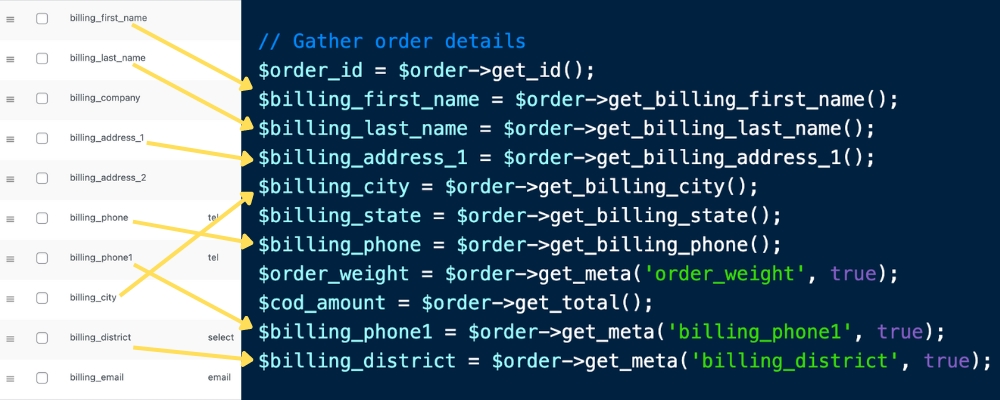 billing_first_name
billing_last_name
billing_company
billing_address_1
billing_address_2
billing_phone tel
billing_phone1 tel
billing_city
billing_district select
billing_email email
// Gather order details
$order_id = $order->get_id();
$billing_first_name = $order->get_billing_first_name();
$billing_last_name = $order->get_billing_last_name();
$billing_address_1 = $order->get_billing_address_1();
$billing_city = $order->get_billing_city();
$billing_state = $order->get_billing_state();
$billing_phone = $order->get_billing_phone();
$order_weight = $order->get_meta('order_weight', true);
$cod_amount = $order->get_total();
$billing_phone1 = $order->get_meta('billing_phone1', true);
$billing_district = $order->get_meta('billing_district', true);